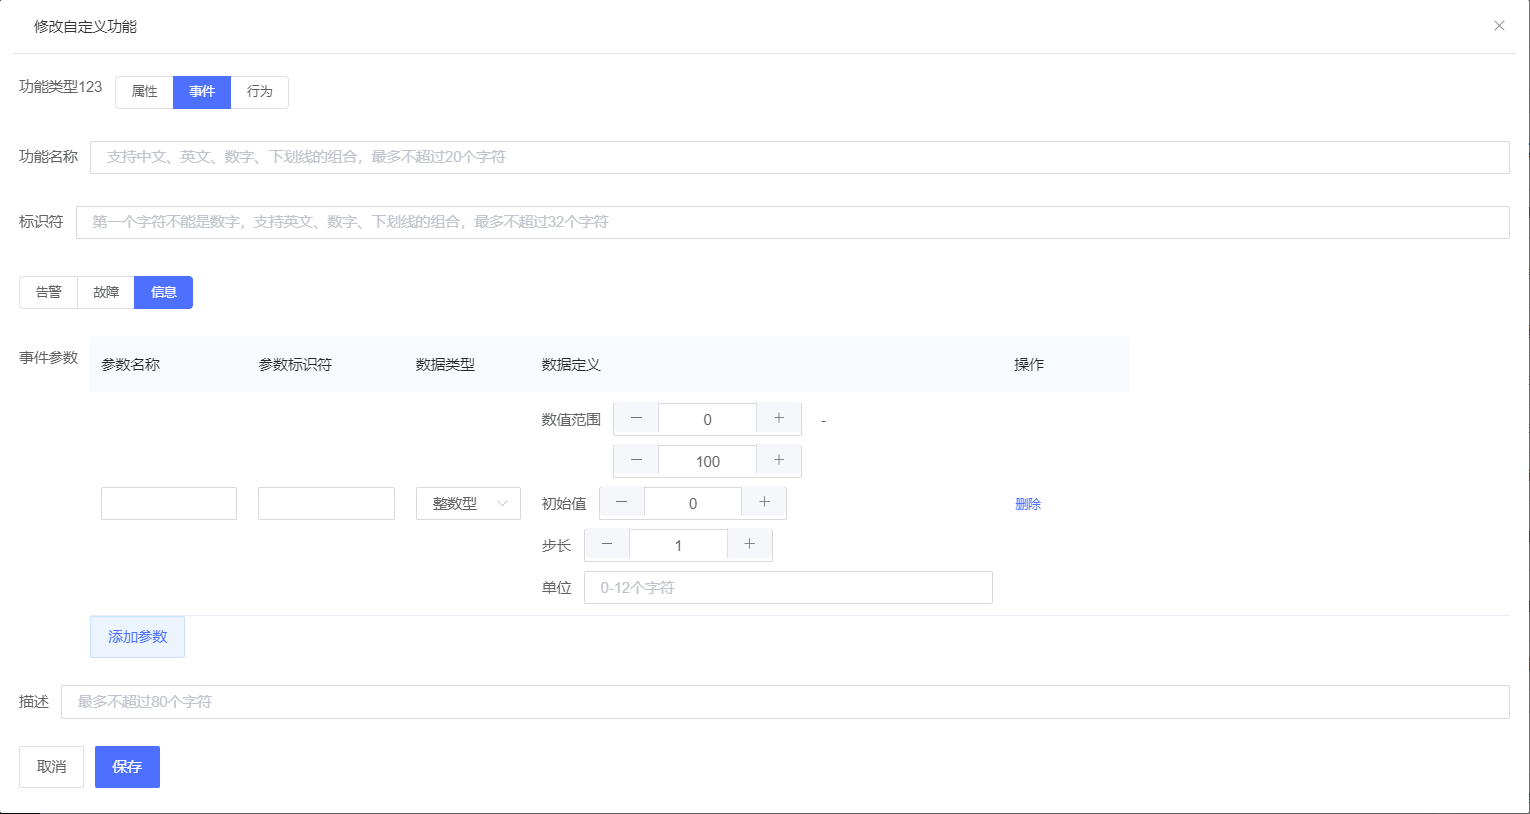 修改自定义功能
功能类型123 属性 事件 行为
功能名称 支持中文、英文、数字、下划线的组合，最多不超过20个字符
标识符 第一个字符不能是数字，支持英文、数字、下划线的组合，最多不超过32个字符
告警 故障 信息
事件参数 参数名称 参数标识符 数据类型 数据定义 操作
数值范围 0 -
100
整数型 初始值 0 删除
步长 1
单位 0-12个字符
添加参数
描述 最多不超过80个字符
取消 保存